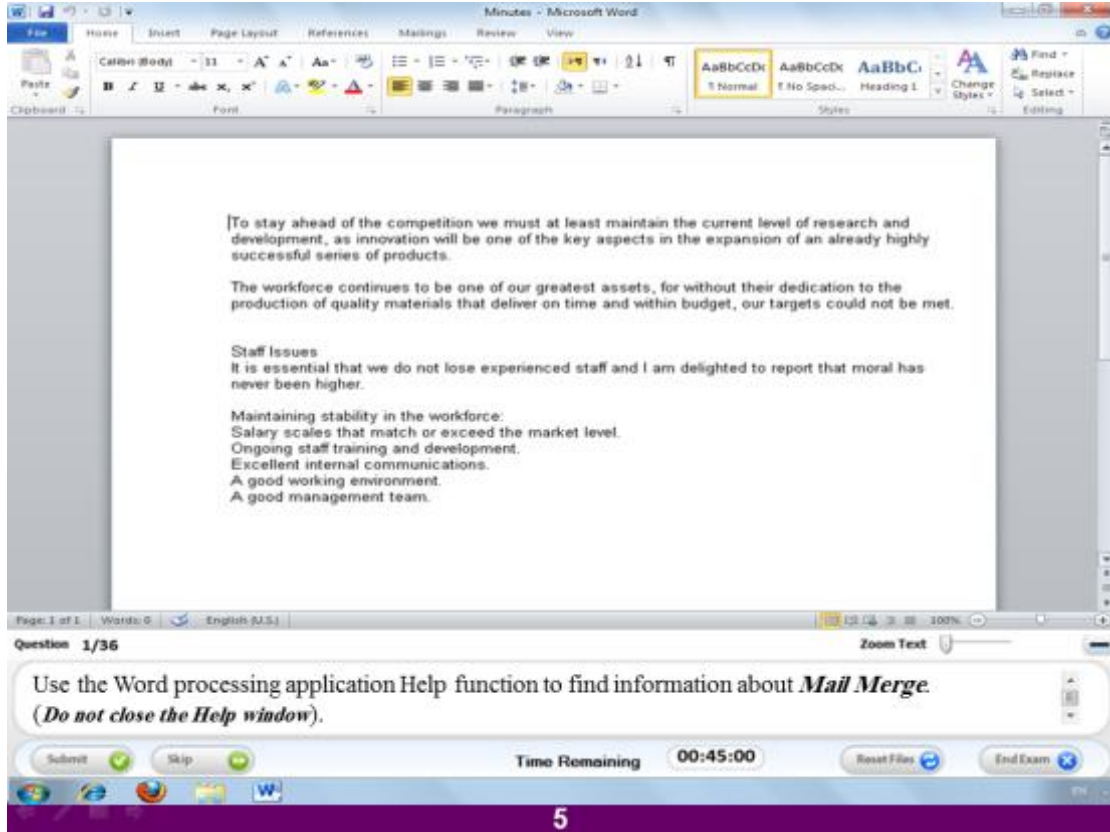 Minutes - Microsoft Word
File Home Insert Page Layout References Mailings Review View
Calibri (Body) 11 Aa
Find
Replace
Select
Paste
B I U abc x, x²
AaBbCcDc AaBbCcDc AaBbC
¶ Normal ¶ No Spaci... Heading 1
Change Styles
Clipboard Font Paragraph Styles Editing
To stay ahead of the competition we must at least maintain the current level of research and
development, as innovation will be one of the key aspects in the expansion of an already highly
successful series of products.
The workforce continues to be one of our greatest assets, for without their dedication to the
production of quality materials that deliver on time and within budget, our targets could not be met.
Staff Issues
It is essential that we do not lose experienced staff and I am delighted to report that moral has
never been higher.
Maintaining stability in the workforce:
Salary scales that match or exceed the market level.
Ongoing staff training and development.
Excellent internal communications.
A good working environment.
A good management team.
Page: 1 of 1 Words: 0 English (U.S.) 100%
Question 1/36 Zoom Text
Use the Word processing application Help function to find information about Mail Merge.
(Do not close the Help window).
Submit Skip Time Remaining 00:45:00 Reset Files End Exam
EN
5